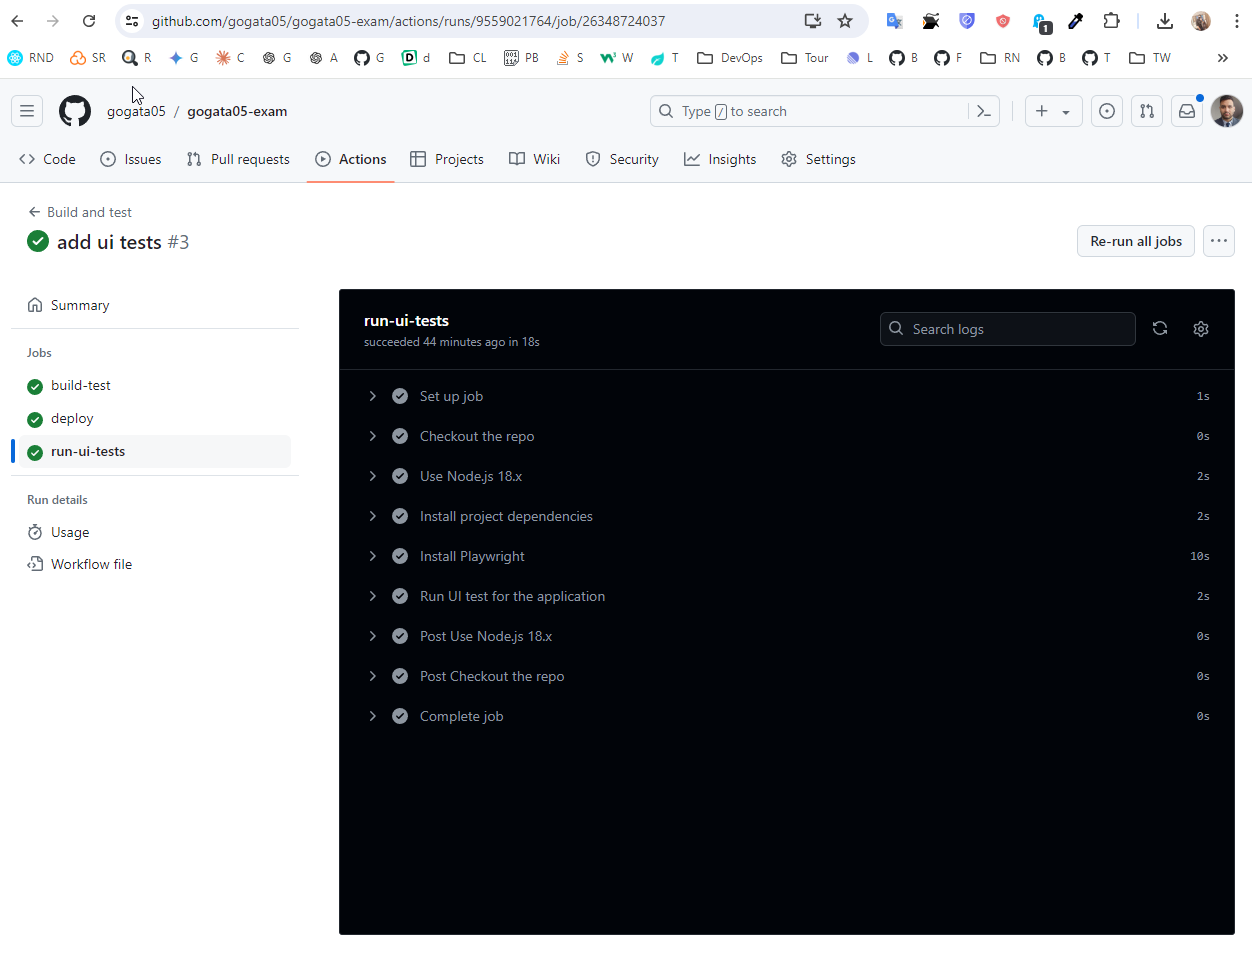 github.com/gogata05/gogata05-exam/actions/runs/9559021764/job/26348724037
1
RND SR R G C G A G d CL PB S W T DevOps Tour L B F RN B T TW
gogata05 / gogata05-exam
Type / to search
Code Issues Pull requests Actions Projects Wiki Security Insights Settings
Build and test
add ui tests #3
Re-run all jobs
Summary
Jobs
build-test
deploy
run-ui-tests
Run details
Usage
Workflow file
run-ui-tests
succeeded 44 minutes ago in 18s
Search logs
Set up job 1s
Checkout the repo 0s
Use Node.js 18.x 2s
Install project dependencies 2s
Install Playwright 10s
Run UI test for the application 2s
Post Use Node.js 18.x 0s
Post Checkout the repo 0s
Complete job 0s